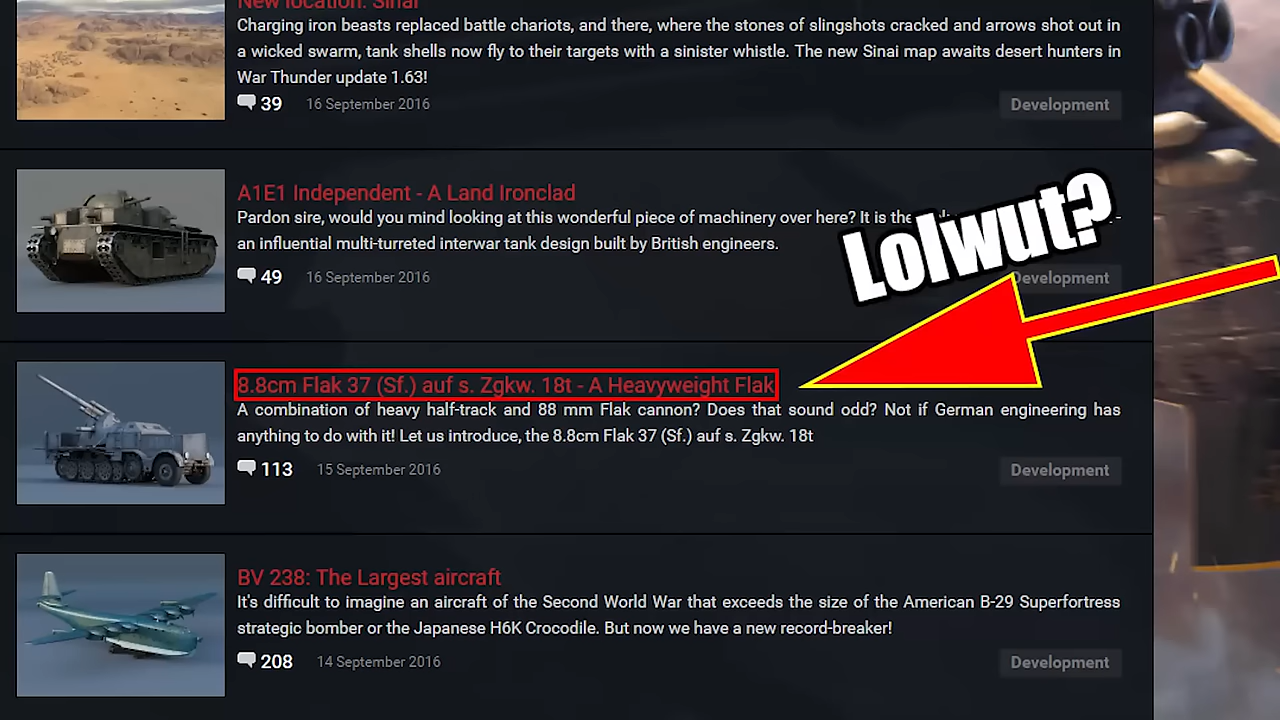 New location: Sinai
Charging iron beasts replaced battle chariots, and there, where the stones of slingshots cracked and arrows shot out in
a wicked swarm, tank shells now fly to their targets with a sinister whistle. The new Sinai map awaits desert hunters in
War Thunder update 1.63!
39 16 September 2016
Development
A1E1 Independent - A Land Ironclad
Pardon sire, would you mind looking at this wonderful piece of machinery over here? It is the
an influential multi-turreted interwar tank design built by British engineers.
49 16 September 2016
Development
Lolwut?
8.8cm Flak 37 (Sf.) auf s. Zgkw. 18t - A Heavyweight Flak
A combination of heavy half-track and 88 mm Flak cannon? Does that sound odd? Not if German engineering has
anything to do with it! Let us introduce, the 8.8cm Flak 37 (Sf.) auf s. Zgkw. 18t
113 15 September 2016
Development
BV 238: The Largest aircraft
It's difficult to imagine an aircraft of the Second World War that exceeds the size of the American B-29 Superfortress
strategic bomber or the Japanese H6K Crocodile. But now we have a new record-breaker!
208 14 September 2016
Development